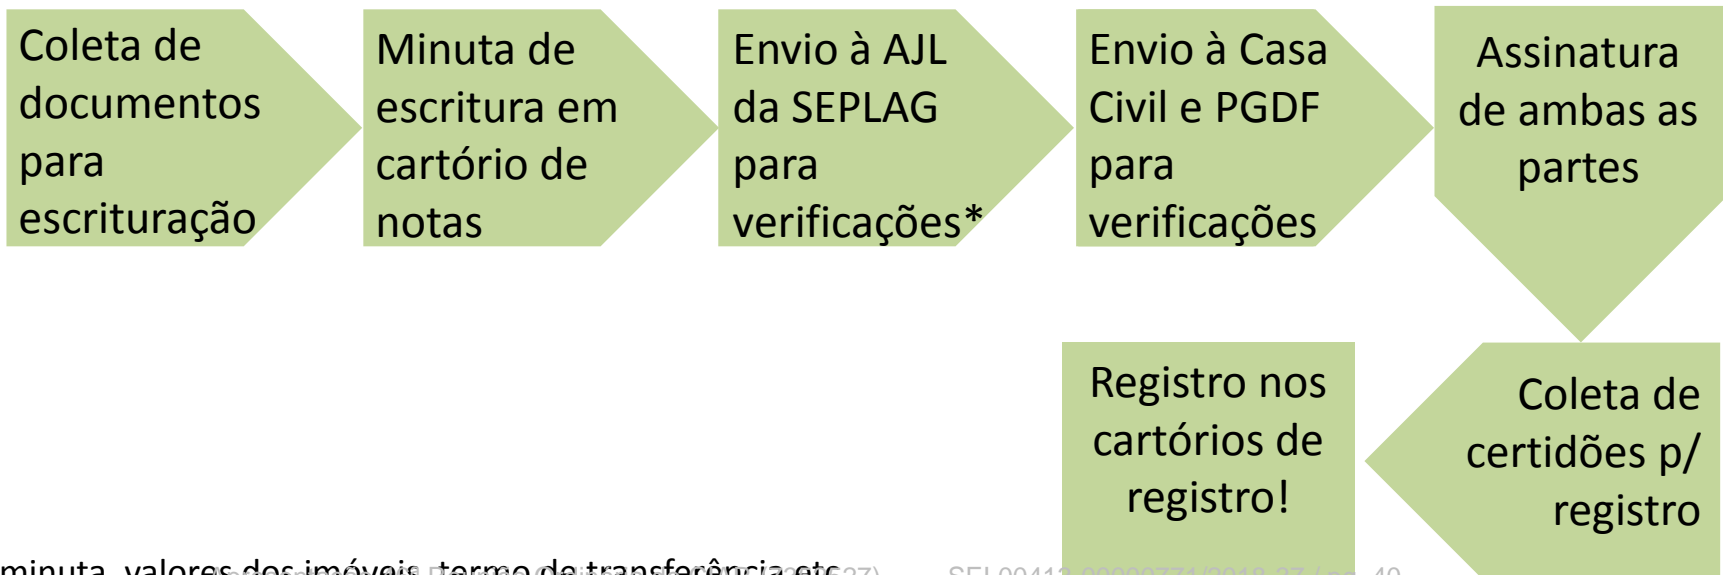 Coleta de
documentos
para
escrituração
Minuta de
escritura em
cartório de
notas
Envio à AJL
da SEPLAG
para
verificações*
Envio à Casa
Civil e PGDF
para
verificações
Assinatura
de ambas as
partes
Coleta de
certidões p/
registro
Registro nos
cartórios de
registro!
minuta, valores dos imóveis, termo de transferência etc